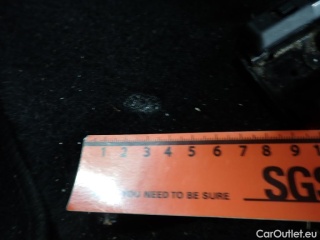 1 2 3 4 5 6 7 8 9
YOU NEED TO BE SURE
SGS
CarOutlet.eu